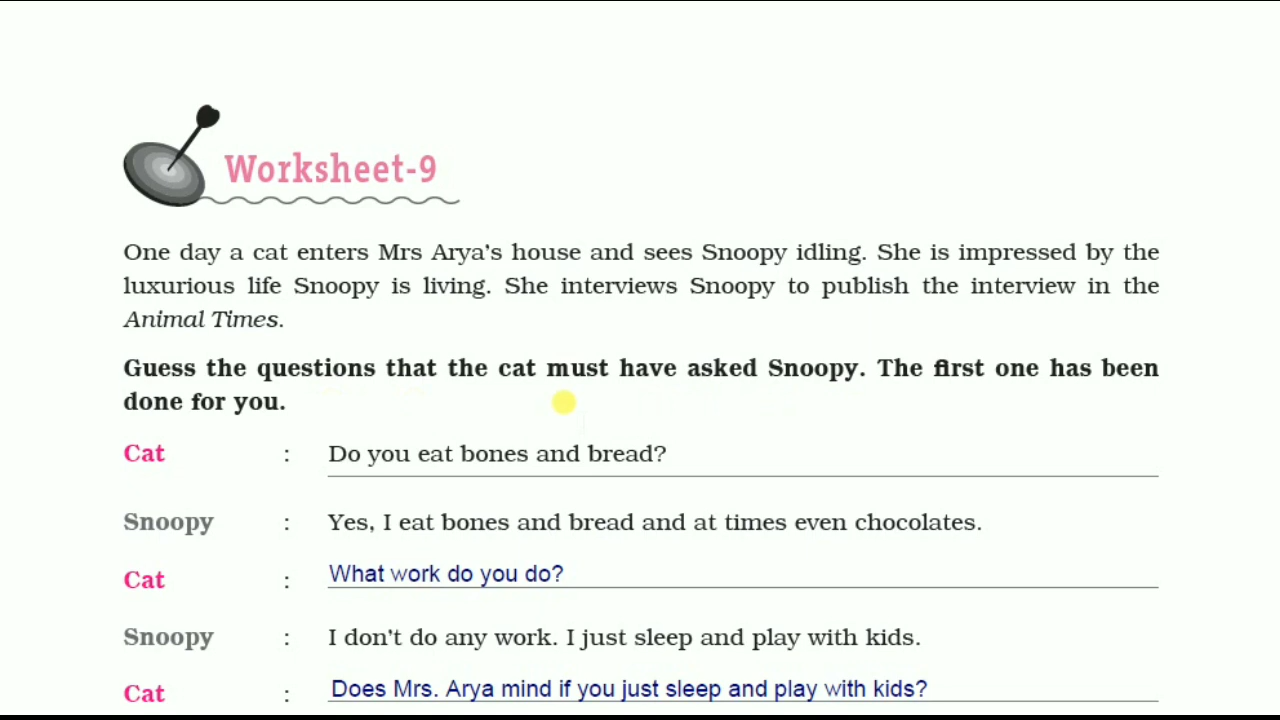 Worksheet-9
One day a cat enters Mrs Arya's house and sees Snoopy idling. She is impressed by the
luxurious life Snoopy is living. She interviews Snoopy to publish the interview in the
Animal Times.
Guess the questions that the cat must have asked Snoopy. The first one has been
done for you.
Cat : Do you eat bones and bread?
Snoopy : Yes, I eat bones and bread and at times even chocolates.
Cat : What work do you do?
Snoopy : I don't do any work. I just sleep and play with kids.
Cat : Does Mrs. Arya mind if you just sleep and play with kids?